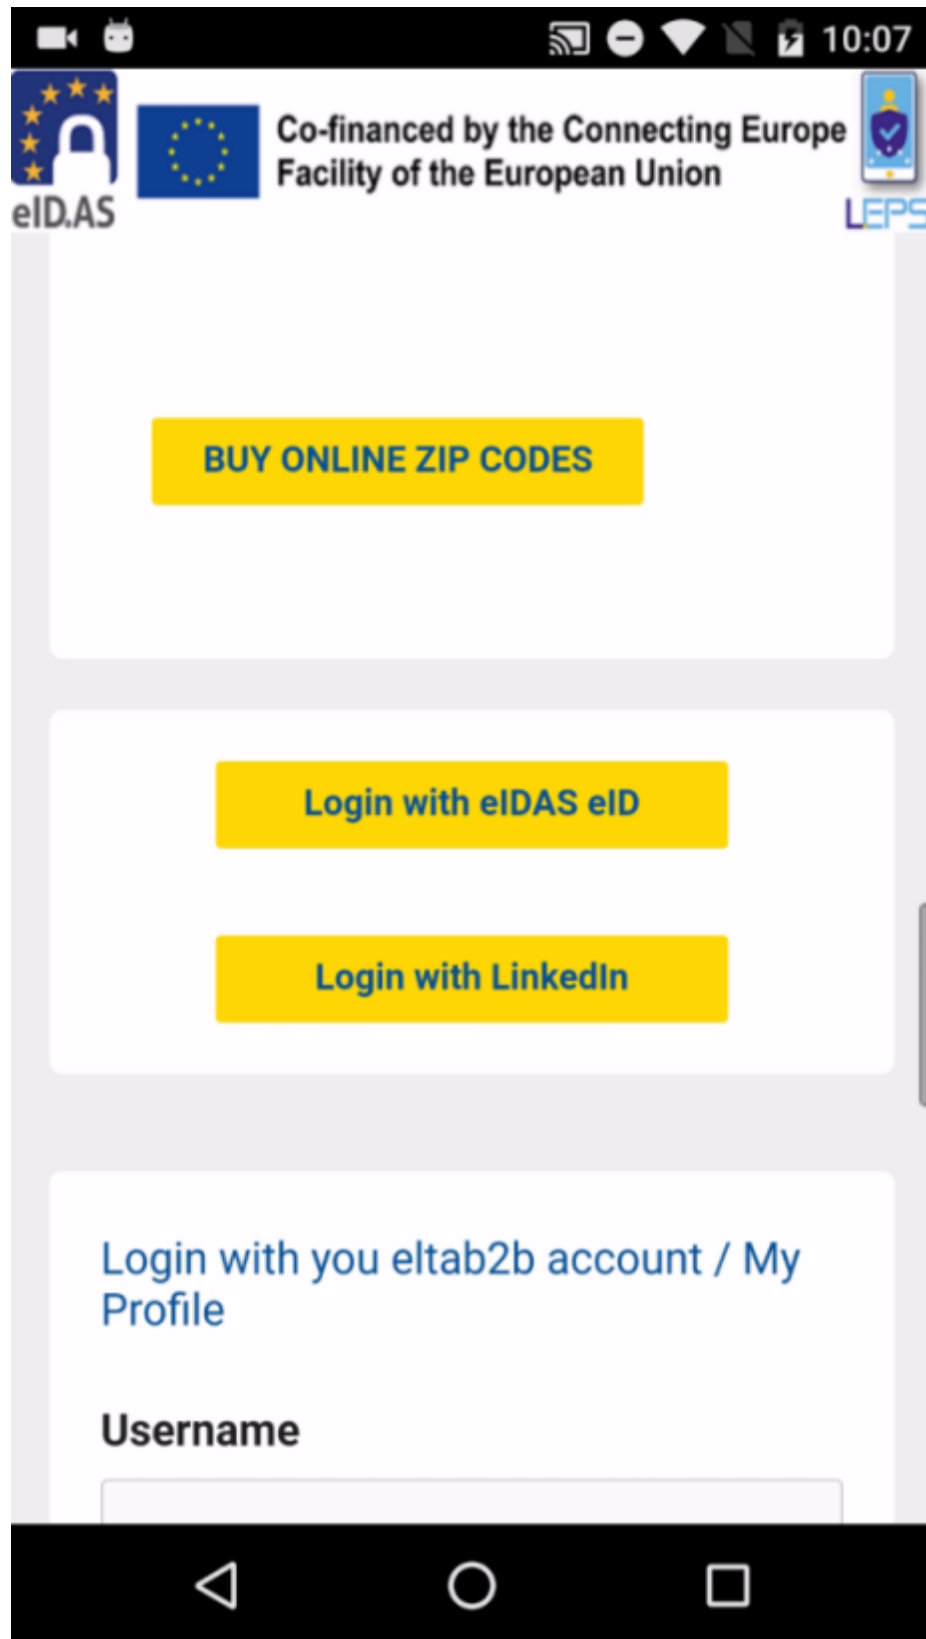 10:07
eID.AS
Co-financed by the Connecting Europe
Facility of the European Union
LEPS
BUY ONLINE ZIP CODES
Login with eIDAS eID
Login with LinkedIn
Login with you eltab2b account / My
Profile
Username